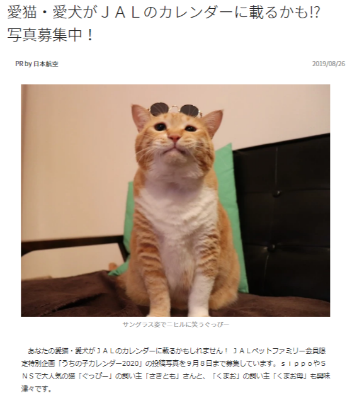 愛猫・愛犬がＪＡＬのカレンダーに載るかも!?
写真募集中！
PR by 日本航空
2019/08/26
サングラス姿でニヒルに笑うぐっぴー
あなたの愛猫・愛犬がＪＡＬのカレンダーに載るかもしれません！ ＪＡＬペットファミリー会員限
定特別企画「うちの子カレンダー2020」の投稿写真を９月８日まで募集しています。ｓｉｐｐｏやＳ
ＮＳで大人気の猫「ぐっぴー」の飼い主「さきとも」さんと、「くまお」の飼い主「くまお母」も興味
津々です。